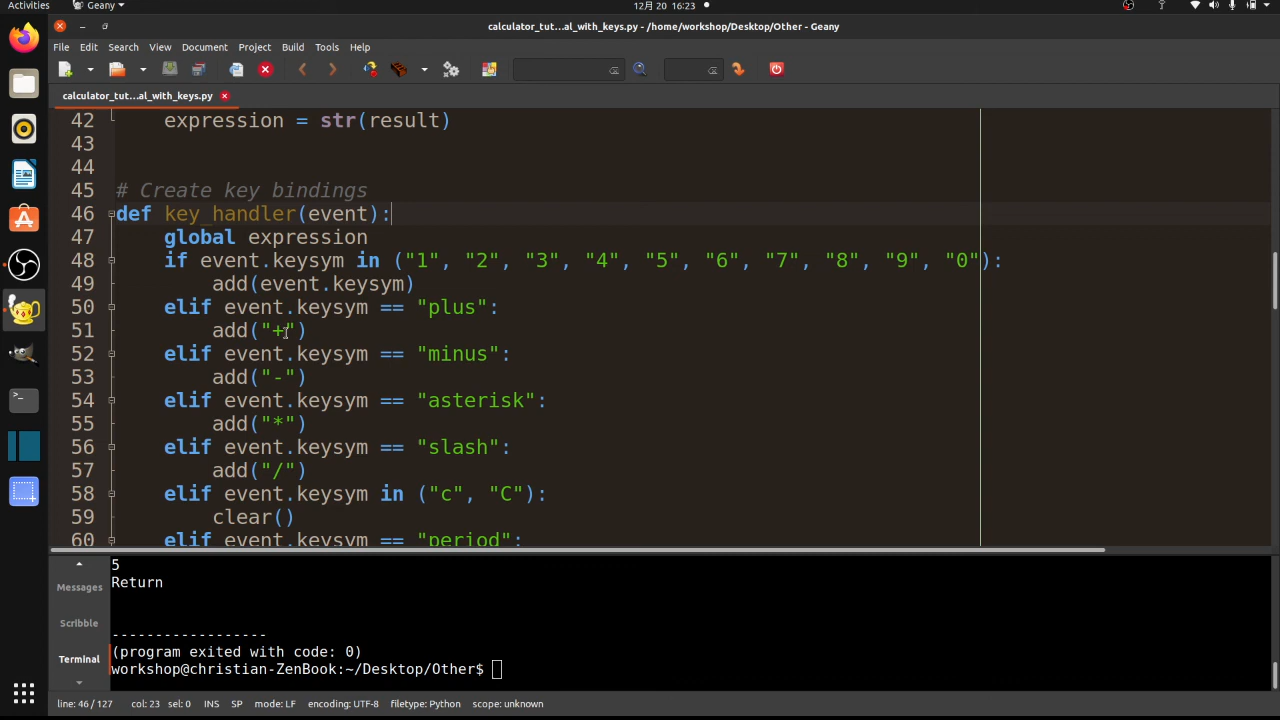 Activities
Geany
12月 20 16:23
calculator_tut...al_with_keys.py - /home/workshop/Desktop/Other - Geany
File Edit Search View Document Project Build Tools Help
calculator_tut...al_with_keys.py
42 expression = str(result)
43
44
45 # Create key bindings
46 def key_handler(event):
47 global expression
48 if event.keysym in ("1", "2", "3", "4", "5", "6", "7", "8", "9", "0"):
49 add(event.keysym)
50 elif event.keysym == "plus":
51 add("+")
52 elif event.keysym == "minus":
53 add("-")
54 elif event.keysym == "asterisk":
55 add("*")
56 elif event.keysym == "slash":
57 add("/")
58 elif event.keysym in ("c", "C"):
59 clear()
60 elif event.keysym == "period":
Messages
Scribble
Terminal
5
Return
------------------
(program exited with code: 0)
workshop@christian-ZenBook:~/Desktop/Other$
line: 46 / 127 col: 23 sel: 0 INS SP mode: LF encoding: UTF-8 filetype: Python scope: unknown